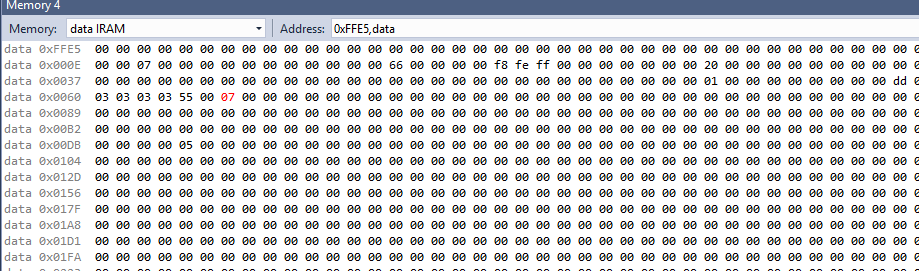 Memory 4
Memory: data IRAM Address: 0xFFE5,data
data 0xFFE5 00 00 00 00 00 00 00 00 00 00 00 00 00 00 00 00 00 00 00 00 00 00 00 00 00 00 00 00 00 00 00 00 00 00 00 00 00 00 00
data 0x000E 00 00 07 00 00 00 00 00 00 00 00 00 00 00 66 00 00 00 00 f8 fe ff 00 00 00 00 00 00 00 20 00 00 00 00 00 00 00 00 00
data 0x0037 00 00 00 00 00 00 00 00 00 00 00 00 00 00 00 00 00 00 00 00 00 00 00 00 00 00 00 00 00 01 00 00 00 00 00 00 00 00 dd
data 0x0060 03 03 03 03 55 00 07 00 00 00 00 00 00 00 00 00 00 00 00 00 00 00 00 00 00 00 00 00 00 00 00 00 00 00 00 00 00 00 00
data 0x0089 00 00 00 00 00 00 00 00 00 00 00 00 00 00 00 00 00 00 00 00 00 00 00 00 00 00 00 00 00 00 00 00 00 00 00 00 00 00 00
data 0x00B2 00 00 00 00 00 00 00 00 00 00 00 00 00 00 00 00 00 00 00 00 00 00 00 00 00 00 00 00 00 00 00 00 00 00 00 00 00 00 00
data 0x00DB 00 00 00 00 05 00 00 00 00 00 00 00 00 00 00 00 00 00 00 00 00 00 00 00 00 00 00 00 00 00 00 00 00 00 00 00 00 00 00
data 0x0104 00 00 00 00 00 00 00 00 00 00 00 00 00 00 00 00 00 00 00 00 00 00 00 00 00 00 00 00 00 00 00 00 00 00 00 00 00 00 00
data 0x012D 00 00 00 00 00 00 00 00 00 00 00 00 00 00 00 00 00 00 00 00 00 00 00 00 00 00 00 00 00 00 00 00 00 00 00 00 00 00 00
data 0x0156 00 00 00 00 00 00 00 00 00 00 00 00 00 00 00 00 00 00 00 00 00 00 00 00 00 00 00 00 00 00 00 00 00 00 00 00 00 00 00
data 0x017F 00 00 00 00 00 00 00 00 00 00 00 00 00 00 00 00 00 00 00 00 00 00 00 00 00 00 00 00 00 00 00 00 00 00 00 00 00 00 00
data 0x01A8 00 00 00 00 00 00 00 00 00 00 00 00 00 00 00 00 00 00 00 00 00 00 00 00 00 00 00 00 00 00 00 00 00 00 00 00 00 00 00
data 0x01D1 00 00 00 00 00 00 00 00 00 00 00 00 00 00 00 00 00 00 00 00 00 00 00 00 00 00 00 00 00 00 00 00 00 00 00 00 00 00 00
data 0x01FA 00 00 00 00 00 00 00 00 00 00 00 00 00 00 00 00 00 00 00 00 00 00 00 00 00 00 00 00 00 00 00 00 00 00 00 00 00 00 00